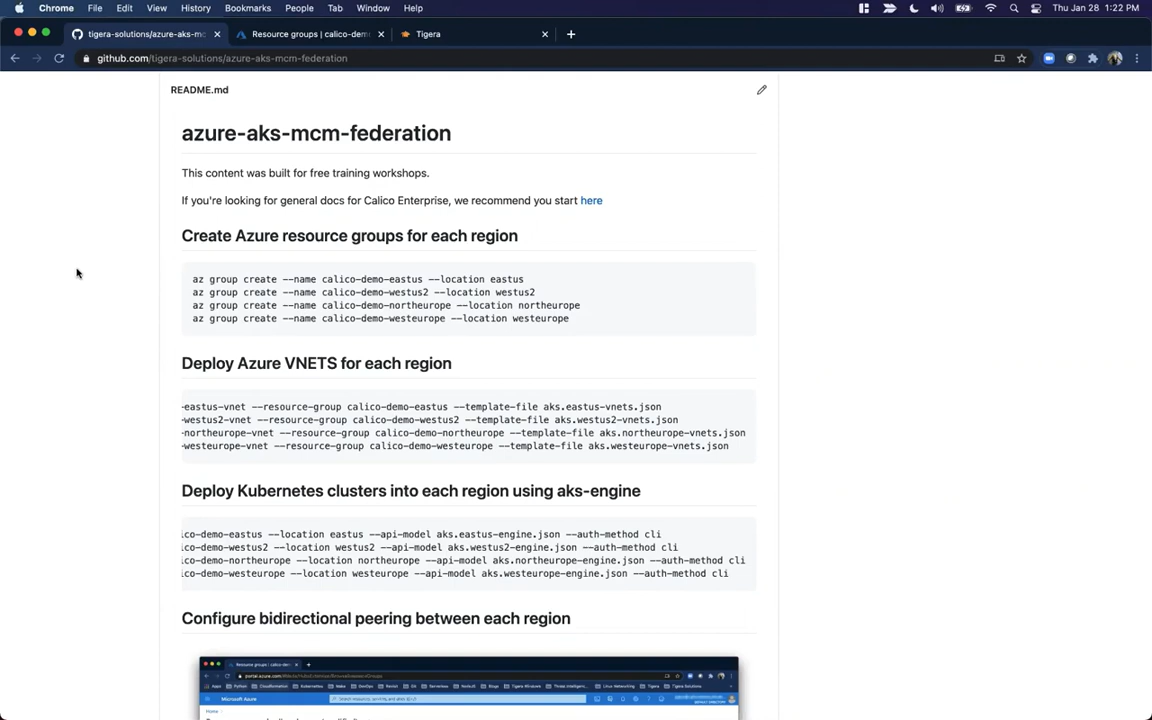 Chrome File Edit View History Bookmarks People Tab Window Help Thu Jan 28 1:22 PM
tigera-solutions/azure-aks-mc Resource groups | calico-dem Tigera
github.com/tigera-solutions/azure-aks-mcm-federation
README.md
azure-aks-mcm-federation
This content was built for free training workshops.
If you're looking for general docs for Calico Enterprise, we recommend you start here
Create Azure resource groups for each region
az group create --name calico-demo-eastus --location eastus
az group create --name calico-demo-westus2 --location westus2
az group create --name calico-demo-northeurope --location northeurope
az group create --name calico-demo-westeurope --location westeurope
Deploy Azure VNETS for each region
-eastus-vnet --resource-group calico-demo-eastus --template-file aks.eastus-vnets.json
-westus2-vnet --resource-group calico-demo-westus2 --template-file aks.westus2-vnets.json
-northeurope-vnet --resource-group calico-demo-northeurope --template-file aks.northeurope-vnets.json
-westeurope-vnet --resource-group calico-demo-westeurope --template-file aks.westeurope-vnets.json
Deploy Kubernetes clusters into each region using aks-engine
ico-demo-eastus --location eastus --api-model aks.eastus-engine.json --auth-method cli
ico-demo-westus2 --location westus2 --api-model aks.westus2-engine.json --auth-method cli
ico-demo-northeurope --location northeurope --api-model aks.northeurope-engine.json --auth-method cli
ico-demo-westeurope --location westeurope --api-model aks.westeurope-engine.json --auth-method cli
Configure bidirectional peering between each region
Resource groups | calico-dem
Microsoft Azure